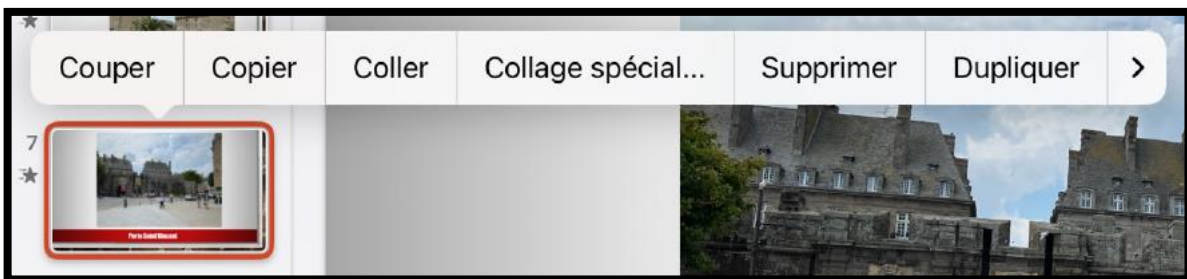 Couper Copier Coller Collage spécial... Supprimer Dupliquer >
7
Porte Saint Vincent